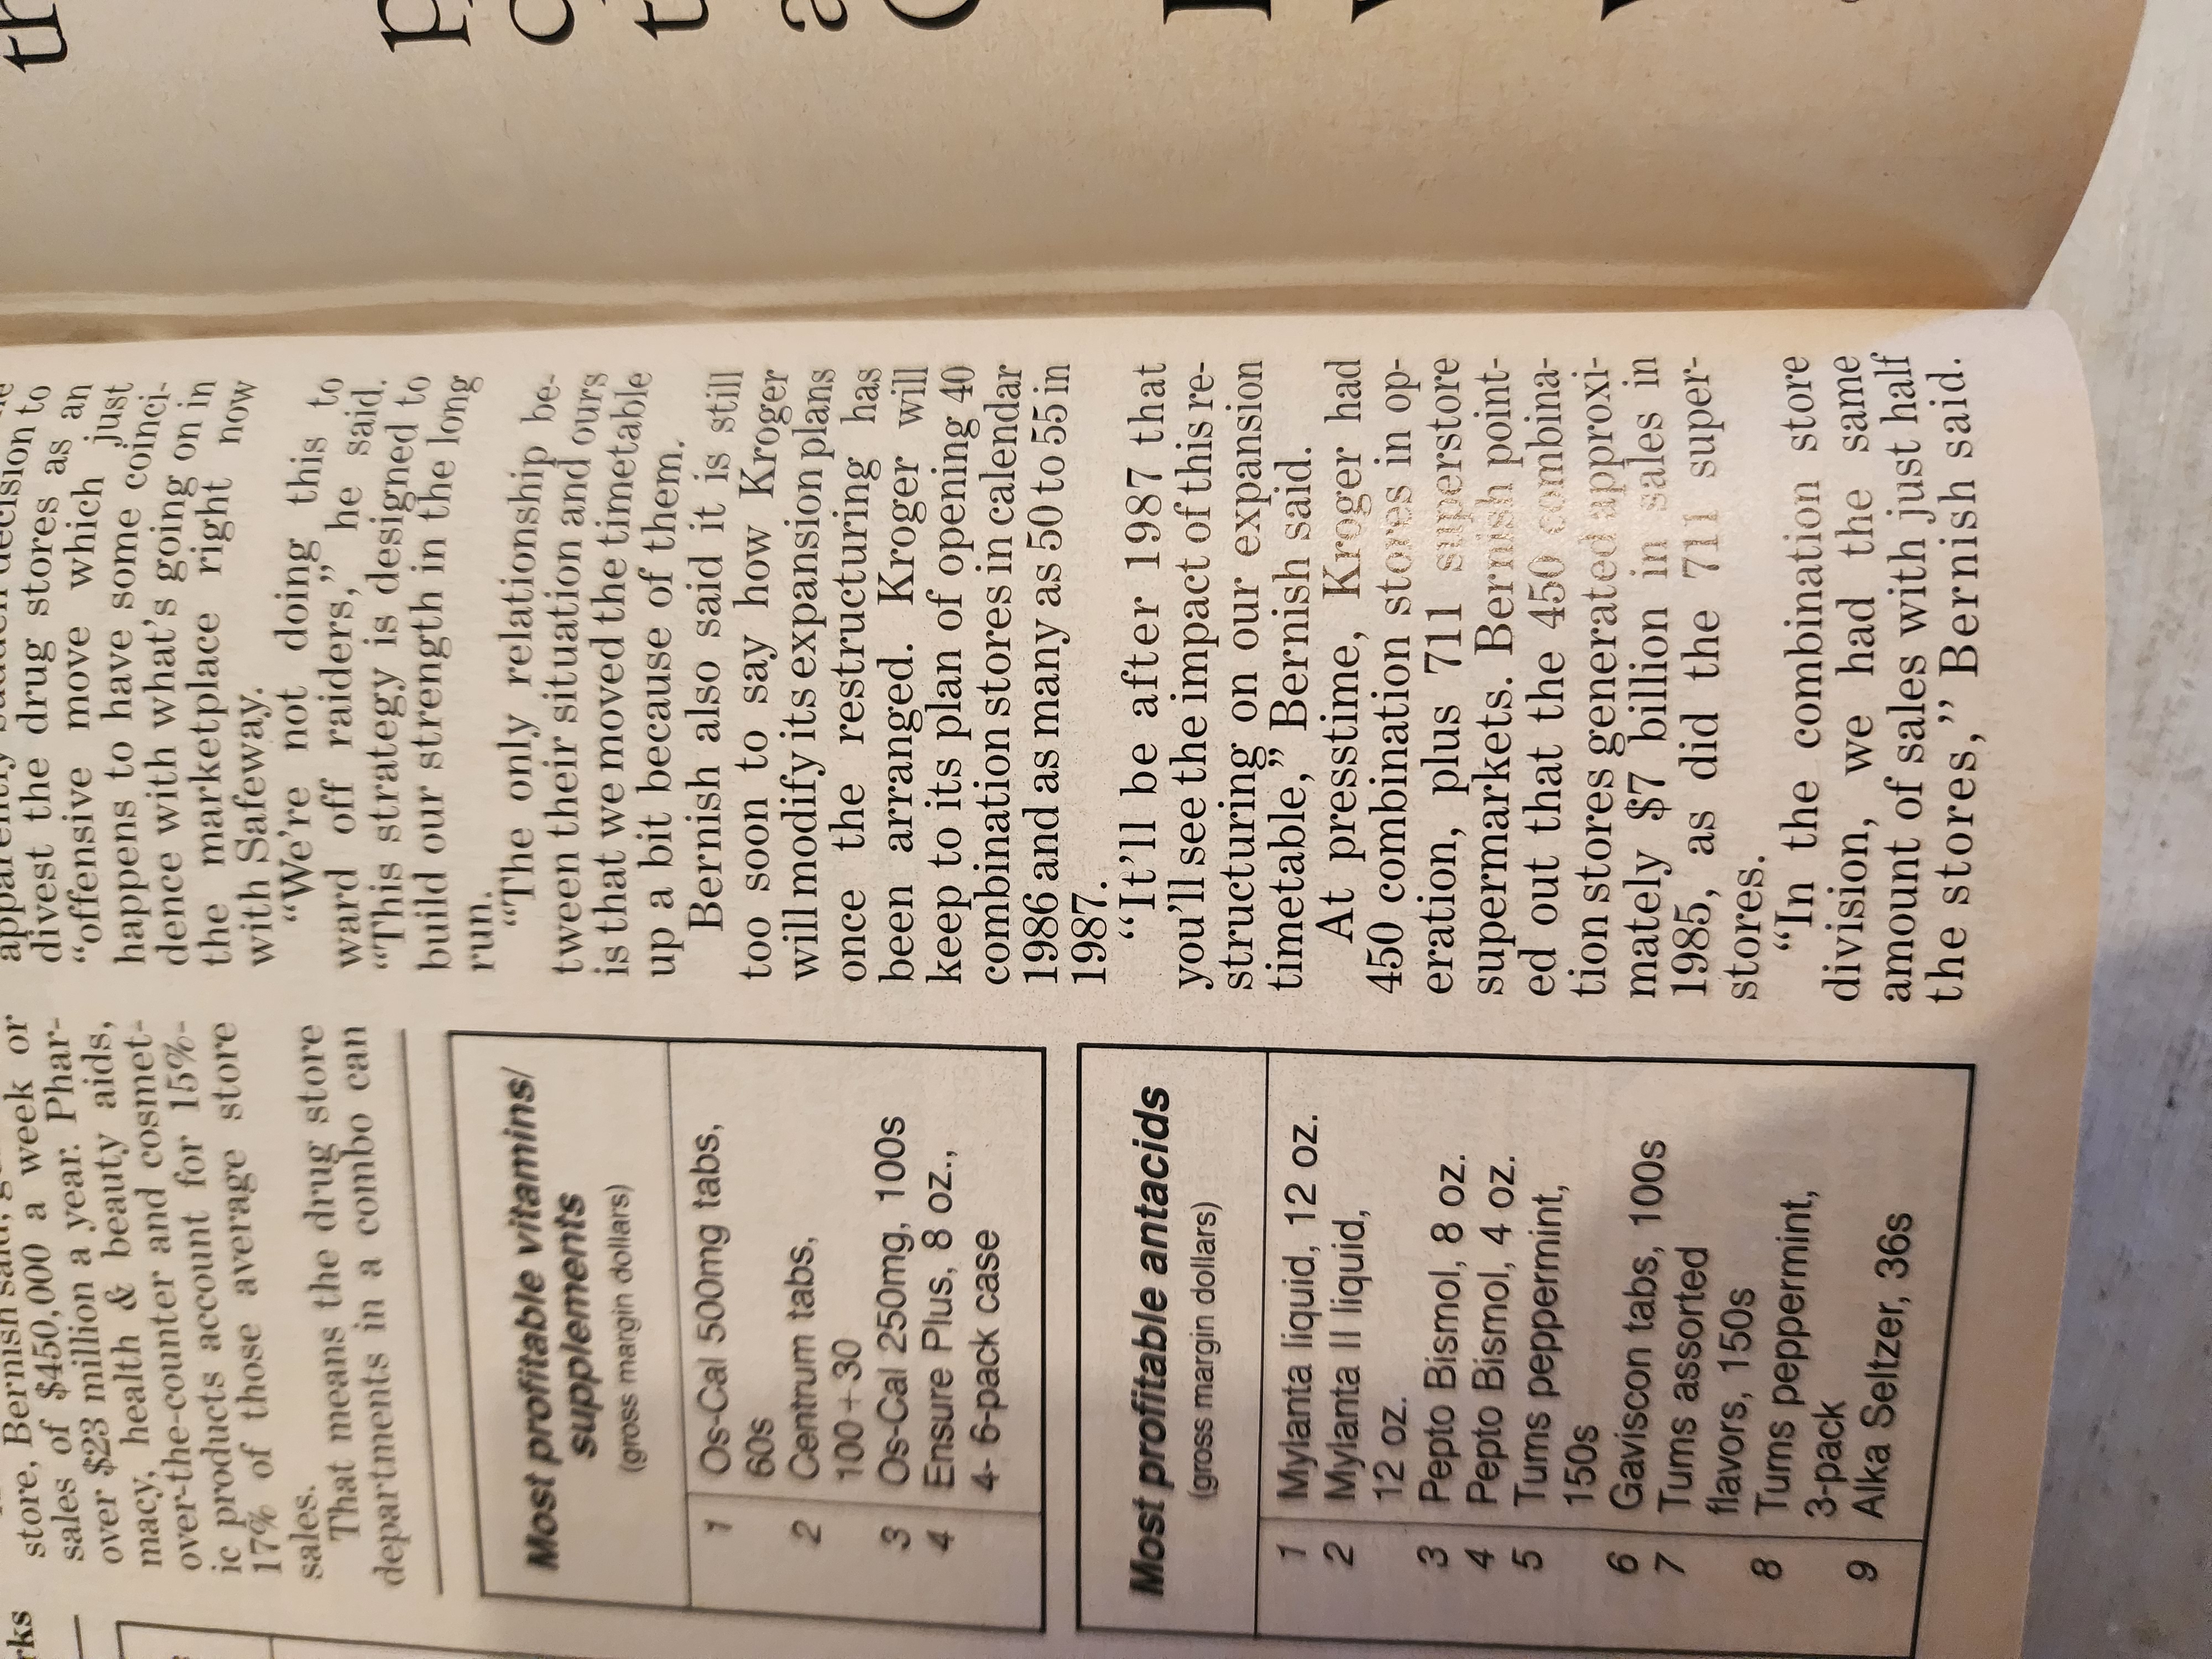 rks
store, Bernish said,
sales of $450,000 a week or
over $23 million a year. Phar-
macy, health & beauty aids,
over-the-counter and cosmet-
ic products account for 15%-
17% of those average store
sales.
That means the drug store
departments in a combo can
Most profitable vitamins/
supplements
(gross margin dollars)
1 Os-Cal 500mg tabs,
60s
2 Centrum tabs,
100+30
3 Os-Cal 250mg, 100s
4 Ensure Plus, 8 oz.,
4- 6-pack case
Most profitable antacids
(gross margin dollars)
1 Mylanta liquid, 12 oz.
2 Mylanta II liquid,
12 oz.
3 Pepto Bismol, 8 oz.
4 Pepto Bismol, 4 oz.
5 Tums peppermint,
150s
6 Gaviscon tabs, 100s
7 Tums assorted
flavors, 150s
8 Tums peppermint,
3-pack
9 Alka Seltzer, 36s
apparently sudden decision to
divest the drug stores as an
“offensive move which just
happens to have some coinci-
dence with what’s going on in
the marketplace right now
with Safeway.
“We’re not doing this to
ward off raiders,” he said.
“This strategy is designed to
build our strength in the long
run.
“The only relationship be-
tween their situation and ours
is that we moved the timetable
up a bit because of them.
Bernish also said it is still
too soon to say how Kroger
will modify its expansion plans
once the restructuring has
been arranged. Kroger will
keep to its plan of opening 40
combination stores in calendar
1986 and as many as 50 to 55 in
1987.
“It’ll be after 1987 that
you’ll see the impact of this re-
structuring on our expansion
timetable,” Bernish said.
At presstime, Kroger had
450 combination stores in op-
eration, plus 711 superstore
supermarkets. Bernish point-
ed out that the 450 combina-
tion stores generated approxi-
mately $7 billion in sales in
1985, as did the 711 super-
stores.
“In the combination store
division, we had the same
amount of sales with just half
the stores,” Bernish said.
th